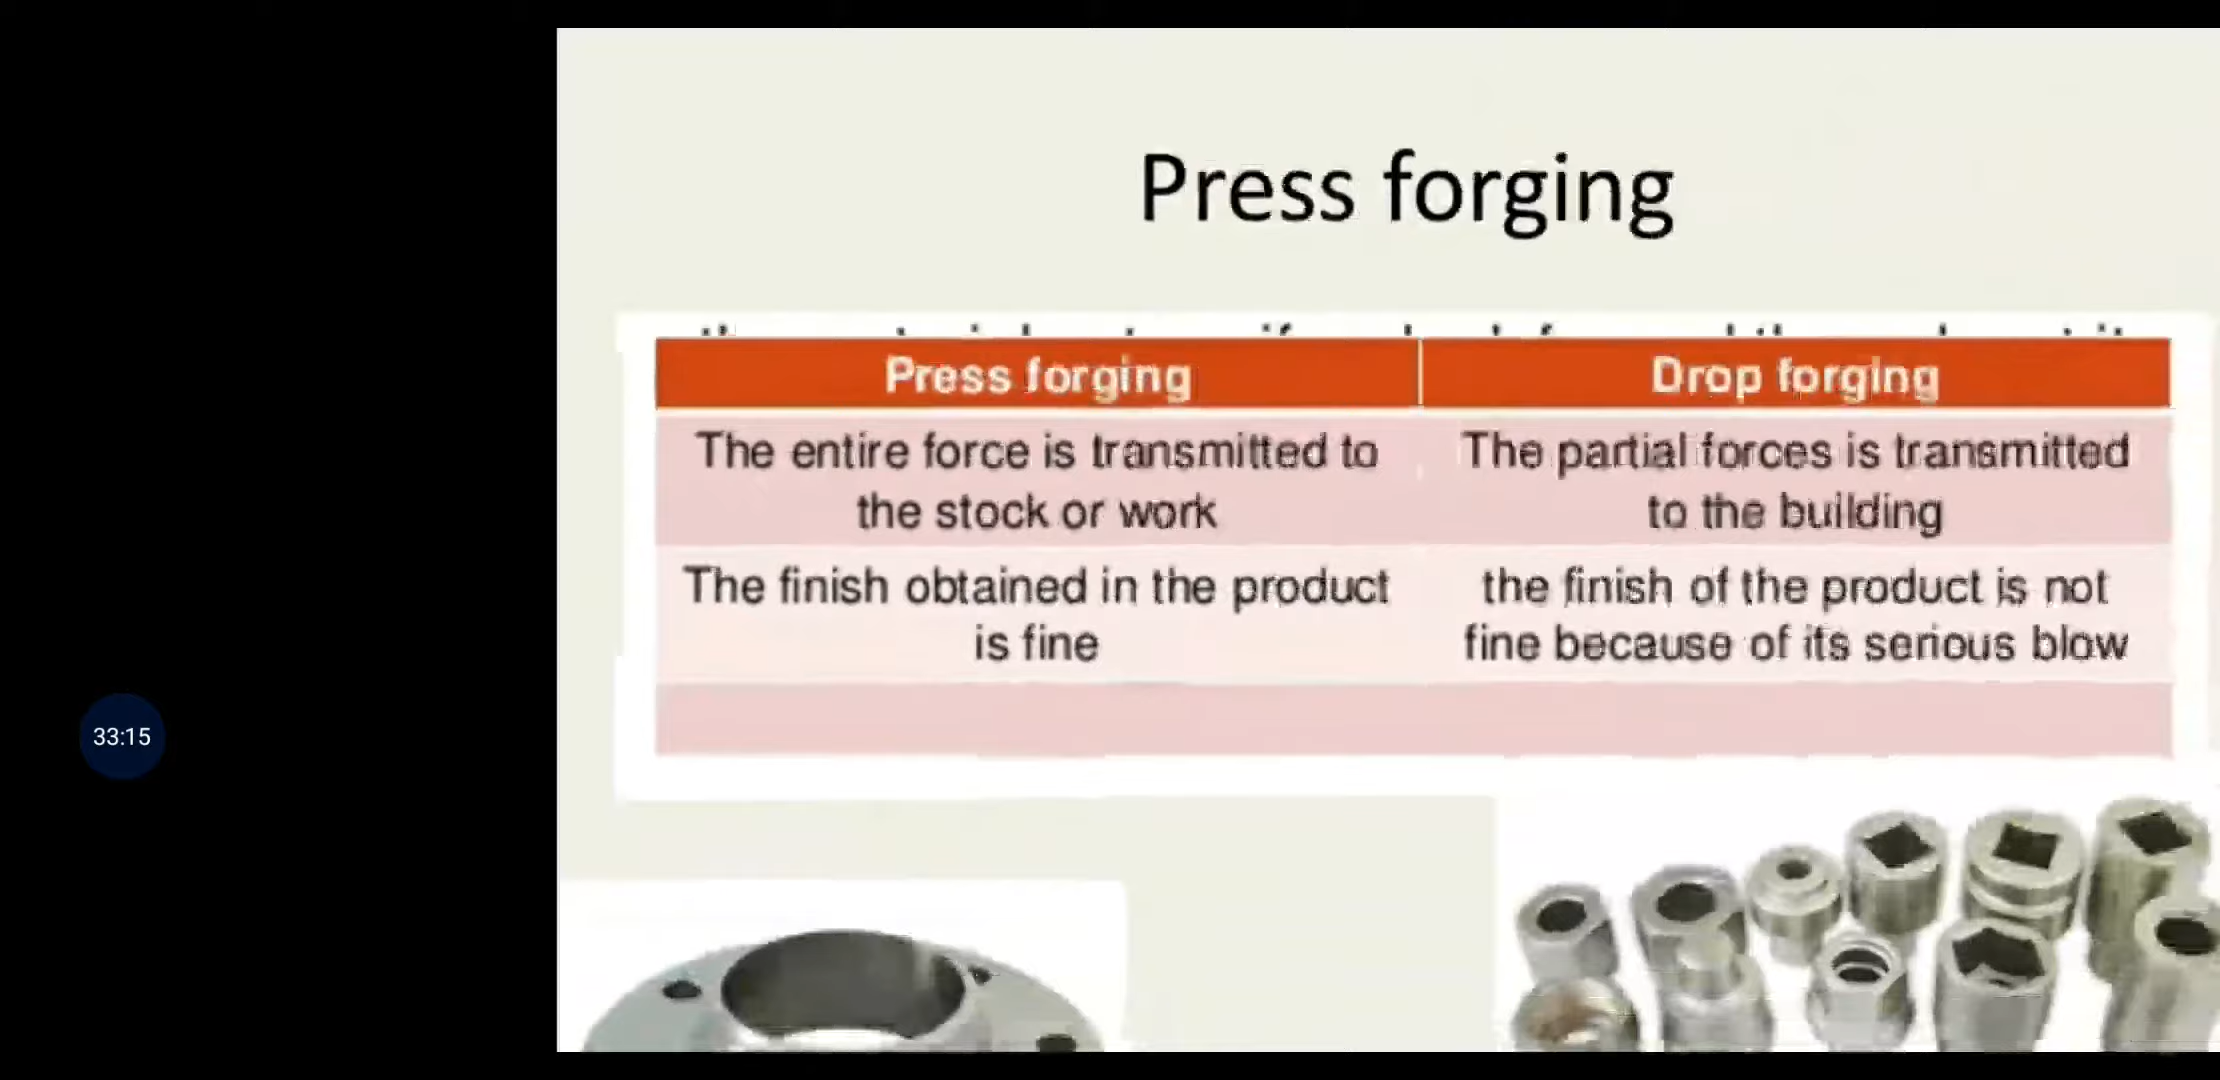 Press forging
Press forging
Drop forging
The entire force is transmitted to
the stock or work
The partial forces is transmitted
to the building
The finish obtained in the product
is fine
the finish of the product is not
fine because of its serious blow
33:15